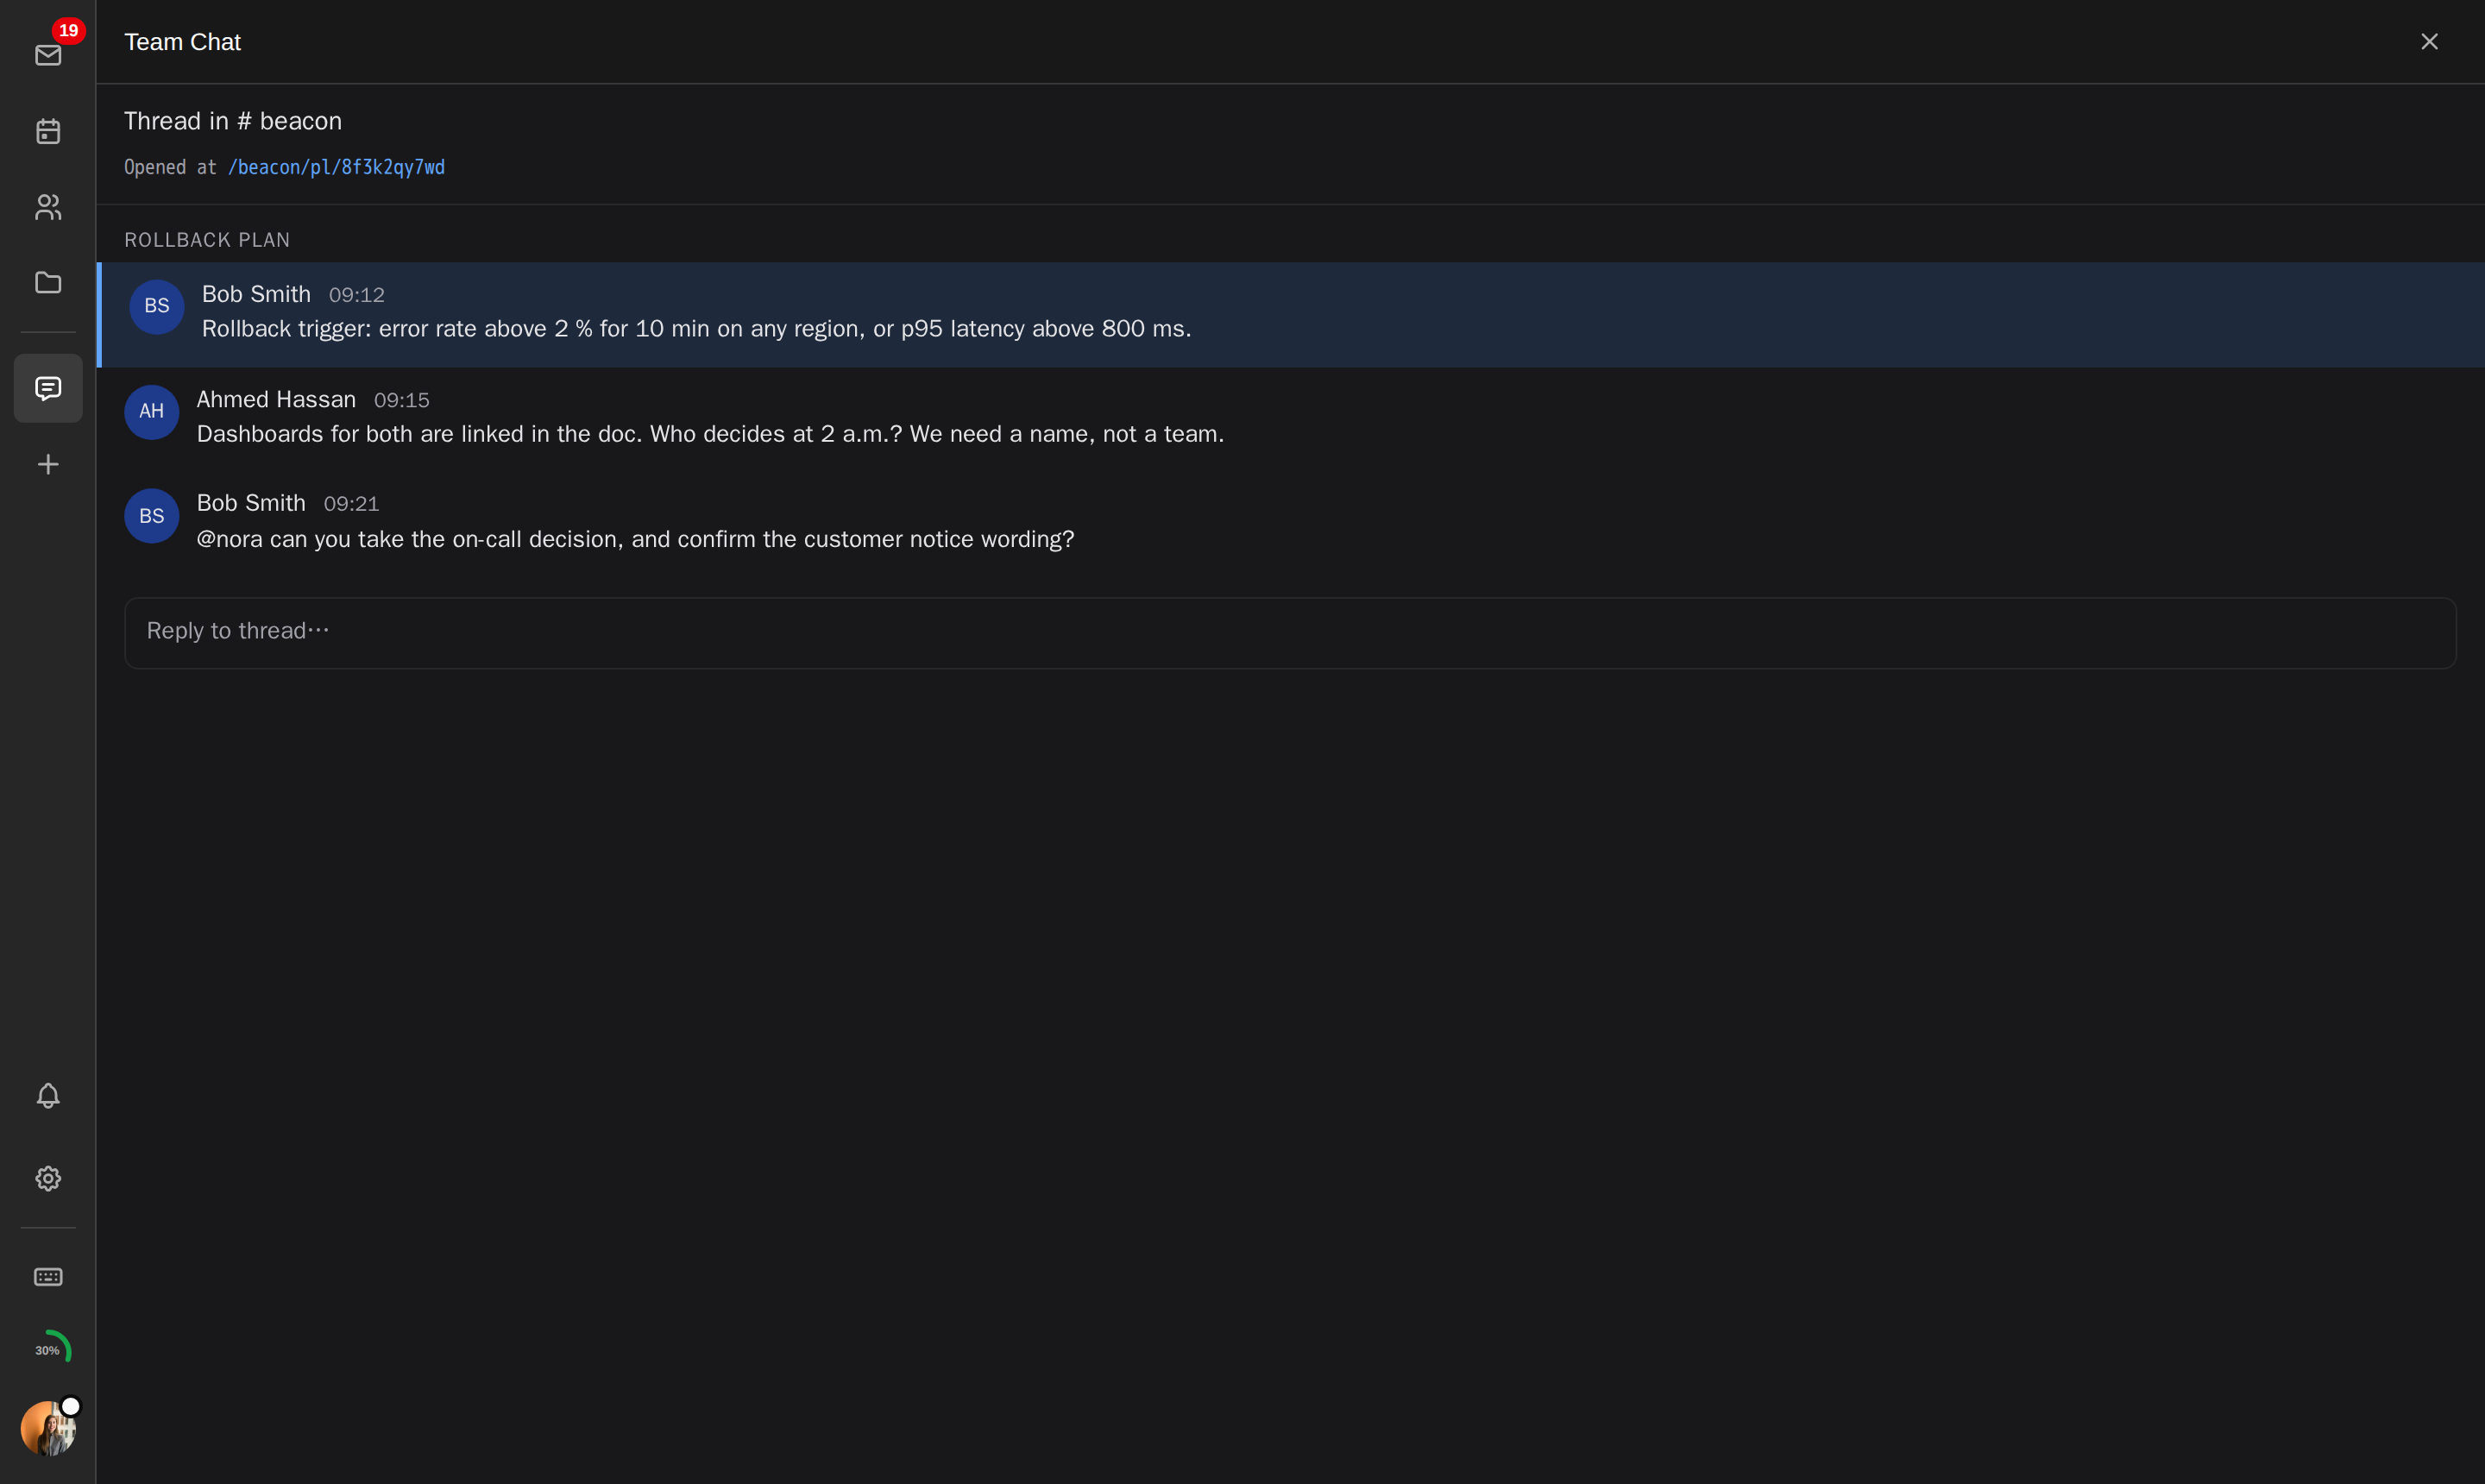 19
Team Chat
Thread in # beacon
Opened at /beacon/pl/8f3k2qy7wd
ROLLBACK PLAN
BS
Bob Smith 09:12
Rollback trigger: error rate above 2 % for 10 min on any region, or p95 latency above 800 ms.
AH
Ahmed Hassan 09:15
Dashboards for both are linked in the doc. Who decides at 2 a.m.? We need a name, not a team.
BS
Bob Smith 09:21
@nora can you take the on-call decision, and confirm the customer notice wording?
Reply to thread…
30%